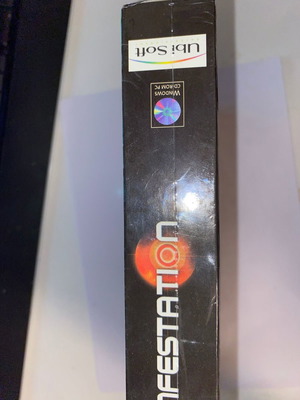 Ubi Soft
WINDOWS
CD-ROM PC
NFESTATION